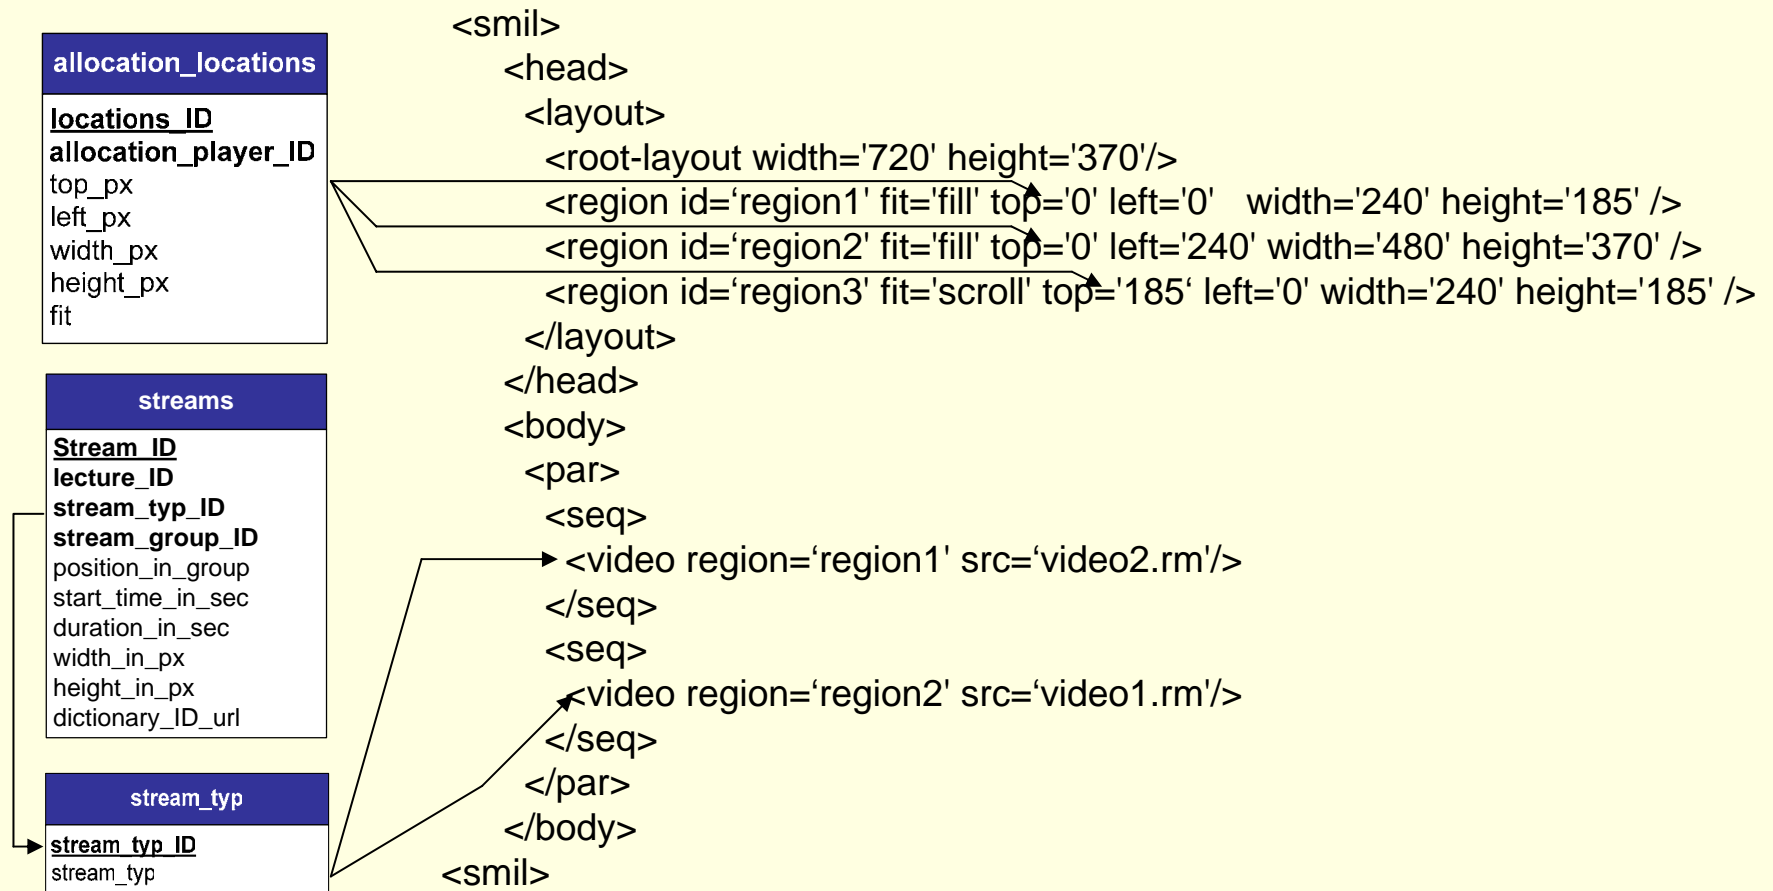 allocation_locations
locations_ID
allocation_player_ID
top_px
left_px
width_px
height_px
fit
streams
Stream_ID
lecture_ID
stream_typ_ID
stream_group_ID
position_in_group
start_time_in_sec
duration_in_sec
width_in_px
height_in_px
dictionary_ID_url
stream_typ
stream_typ_ID
stream_typ
<smil>
<head>
<layout>
<root-layout width='720' height='370'/>
<region id=‘region1' fit='fill' top='0' left='0' width='240' height='185' />
<region id=‘region2' fit='fill' top='0' left='240' width='480' height='370' />
<region id=‘region3' fit='scroll' top='185‘ left='0' width='240' height='185' />
</layout>
</head>
<body>
<par>
<seq>
<video region=‘region1' src=‘video2.rm'/>
</seq>
<seq>
<video region=‘region2' src=‘video1.rm'/>
</seq>
</par>
</body>
<smil>